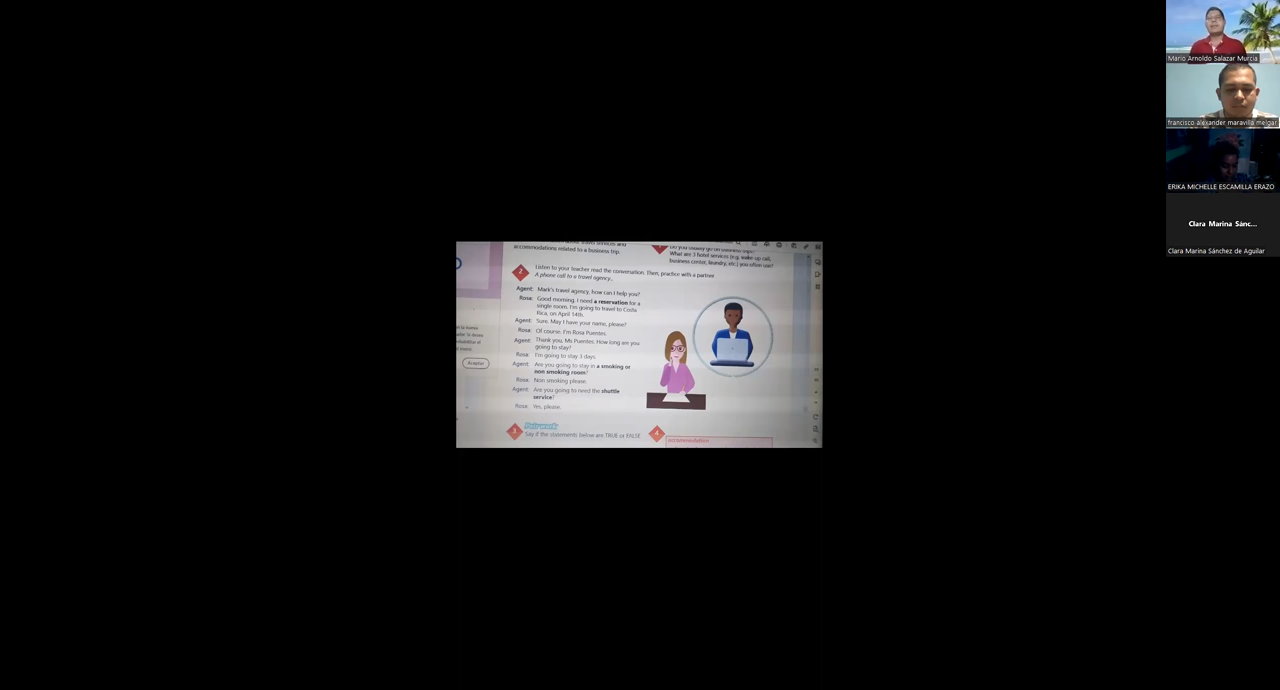 accommodations related to a business trip.
What are 3 hotel services (e.g. wake up call,
business center, laundry, etc.) you often use?
2
Listen to your teacher read the conversation. Then, practice with a partner.
A phone call to a travel agency...
Agent: Mark's travel agency, how can I help you?
Rosa: Good morning. I need a reservation for a
single room. I'm going to travel to Costa
Rica, on April 14th.
Agent: Sure. May I have your name, please?
Rosa: Of course. I'm Rosa Puentes.
Agent: Thank you, Ms Puentes. How long are you
going to stay?
Rosa: I'm going to stay 3 days.
Agent: Are you going to stay in a smoking or
non smoking room?
Rosa: Non smoking please.
Agent: Are you going to need the shuttle
service?
Rosa: Yes, please.
3
Pair work
Say if the statements below are TRUE or FALSE
4
accommodation
Aceptar
Mario Arnoldo Salazar Murcia
francisco alexander maravilla melgar
ERIKA MICHELLE ESCAMILLA ERAZO
Clara Marina Sánc...
Clara Marina Sánchez de Aguilar